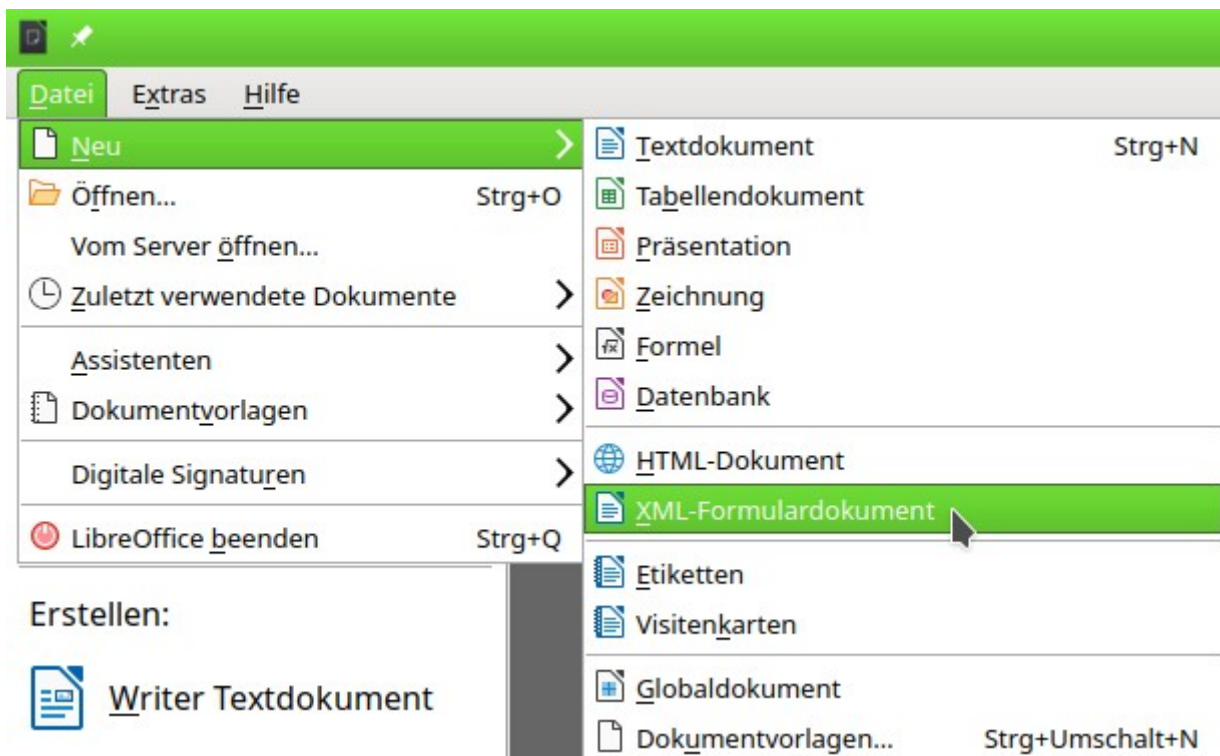 Datei Extras Hilfe
Neu
Öffnen... Strg+O
Vom Server öffnen...
Zuletzt verwendete Dokumente
Assistenten
Dokumentvorlagen
Digitale Signaturen
LibreOffice beenden Strg+Q
Erstellen:
Writer Textdokument
Textdokument Strg+N
Tabellendokument
Präsentation
Zeichnung
Formel
Datenbank
HTML-Dokument
XML-Formulardokument
Etiketten
Visitenkarten
Globaldokument
Dokumentvorlagen... Strg+Umschalt+N